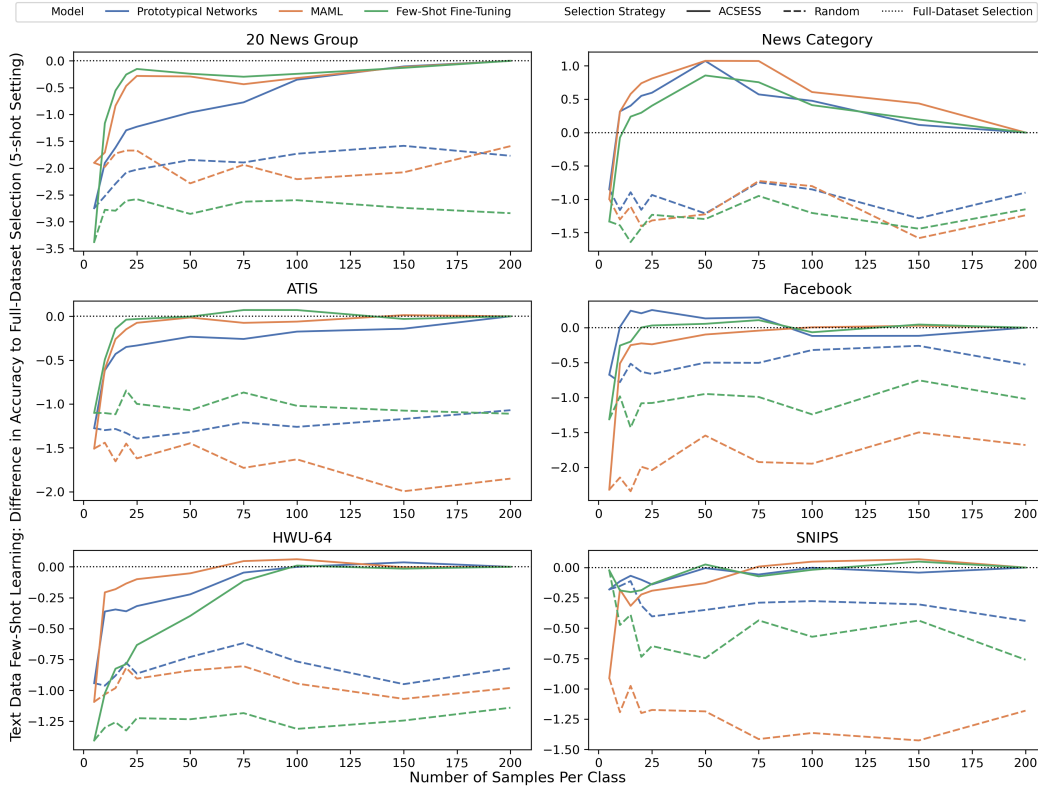 Model Prototypical Networks MAML Few-Shot Fine-Tuning Selection Strategy ACSESS Random Full-Dataset Selection
Text Data Few-Shot Learning: Difference in Accuracy to Full-Dataset Selection (5-shot Setting)
20 News Group
0.0
−0.5
−1.0
−1.5
−2.0
−2.5
−3.0
−3.5
0 25 50 75 100 125 150 175 200
News Category
1.0
0.5
0.0
−0.5
−1.0
−1.5
0 25 50 75 100 125 150 175 200
ATIS
0.0
−0.5
−1.0
−1.5
−2.0
0 25 50 75 100 125 150 175 200
Facebook
0.0
−0.5
−1.0
−1.5
−2.0
0 25 50 75 100 125 150 175 200
HWU-64
0.00
−0.25
−0.50
−0.75
−1.00
−1.25
0 25 50 75 100 125 150 175 200
SNIPS
0.00
−0.25
−0.50
−0.75
−1.00
−1.25
−1.50
0 25 50 75 100 125 150 175 200
Number of Samples Per Class